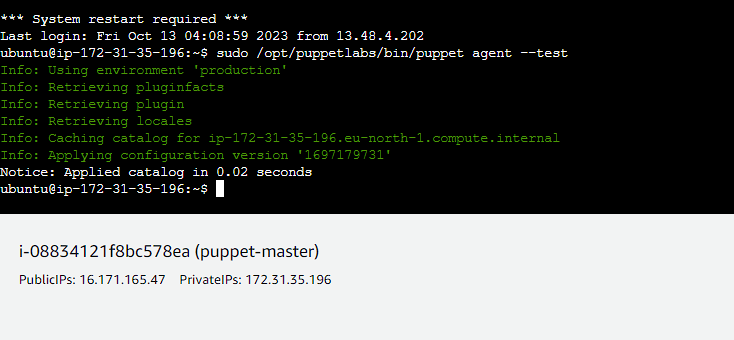 *** System restart required ***
Last login: Fri Oct 13 04:08:59 2023 from 13.48.4.202
ubuntu@ip-172-31-35-196:~$ sudo /opt/puppetlabs/bin/puppet agent --test
Info: Using environment 'production'
Info: Retrieving pluginfacts
Info: Retrieving plugin
Info: Retrieving locales
Info: Caching catalog for ip-172-31-35-196.eu-north-1.compute.internal
Info: Applying configuration version '1697179731'
Notice: Applied catalog in 0.02 seconds
ubuntu@ip-172-31-35-196:~$
i-08834121f8bc578ea (puppet-master)
PublicIPs: 16.171.165.47 PrivateIPs: 172.31.35.196